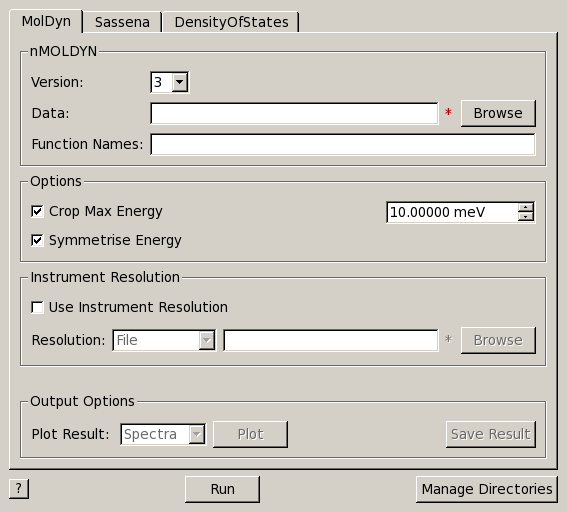 MolDyn Sassena DensityOfStates
nMOLDYN
Version: 3
Data: * Browse
Function Names:
Options
Crop Max Energy 10.00000 meV
Symmetrise Energy
Instrument Resolution
Use Instrument Resolution
Resolution: File * Browse
Output Options
Plot Result: Spectra Plot Save Result
? Run Manage Directories